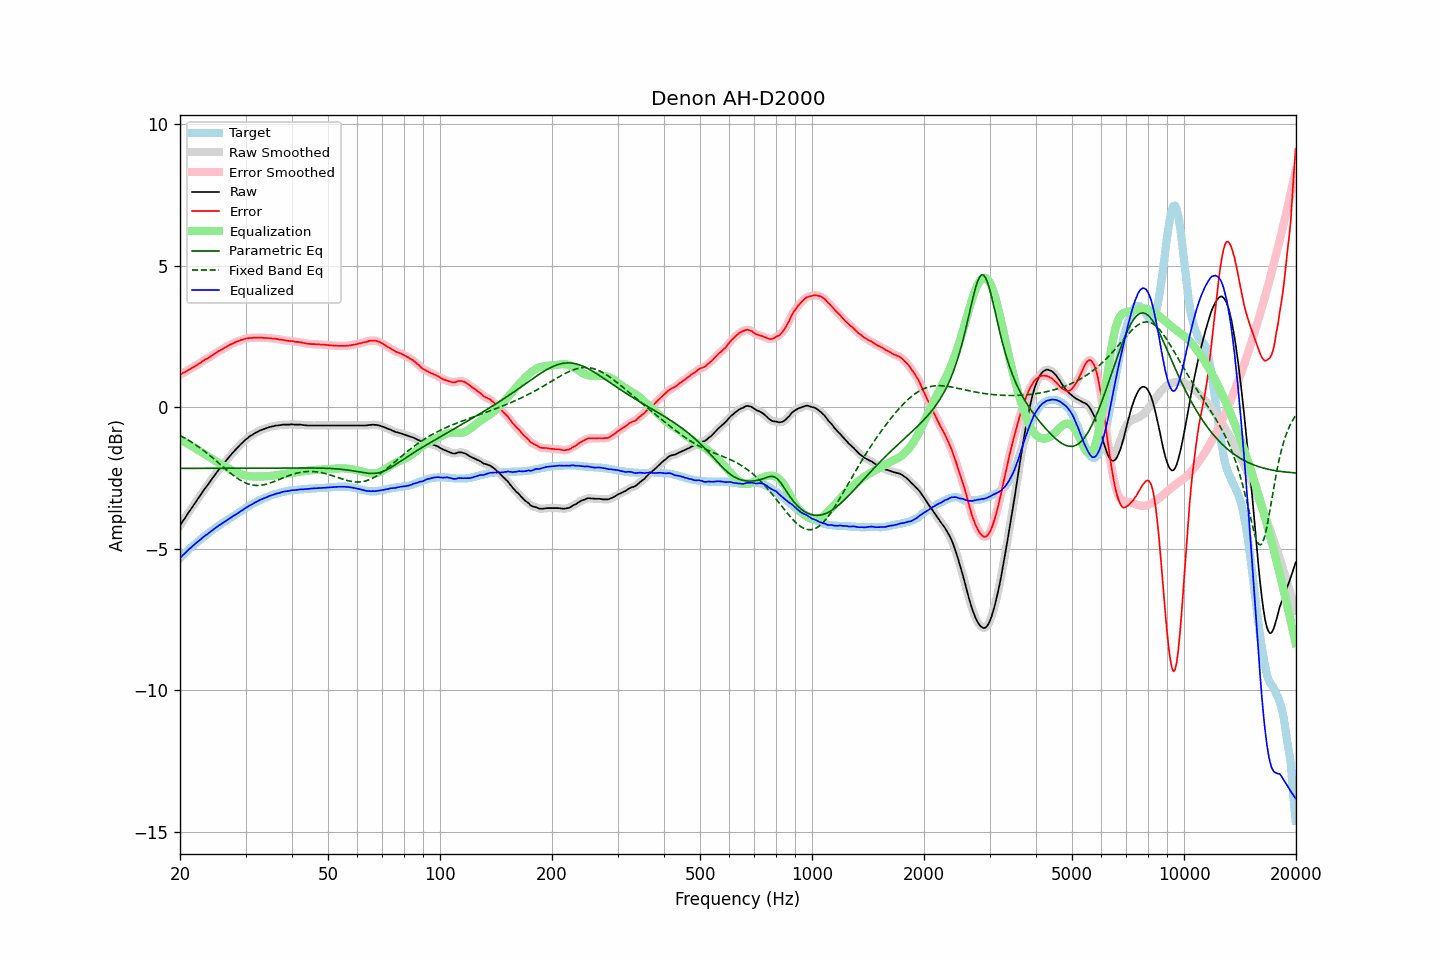 Denon AH-D2000
Amplitude (dBr)
10
5
0
−5
−10
−15
Target
Raw Smoothed
Error Smoothed
Raw
Error
Equalization
Parametric Eq
Fixed Band Eq
Equalized
20 50 100 200 500 1000 2000 5000 10000 20000
Frequency (Hz)